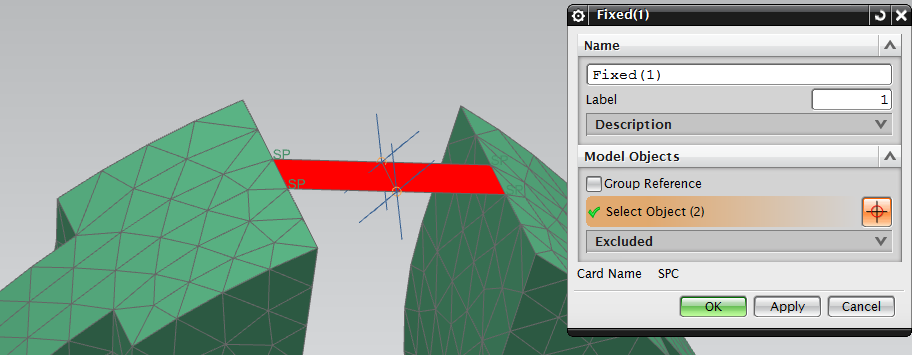 Fixed(1)
Name
Fixed(1)
Label 1
Description
Model Objects
Group Reference
Select Object (2)
Excluded
Card Name SPC
OK Apply Cancel
SP
SP